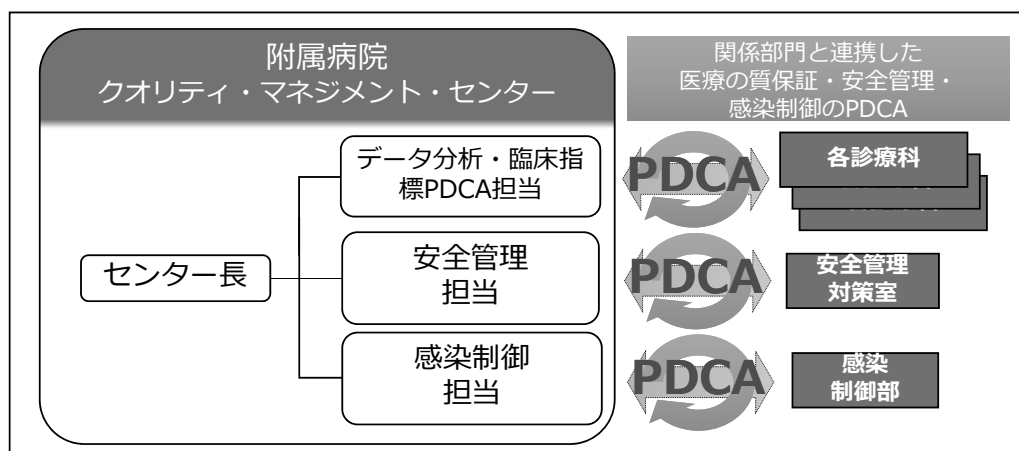 附属病院
クオリティ・マネジメント・センター
関係部門と連携した
医療の質保証・安全管理・
感染制御のPDCA
データ分析・臨床指
標PDCA担当
PDCA
各診療科
センター長
安全管理
担当
PDCA
安全管理
対策室
感染制御
担当
PDCA
感染
制御部